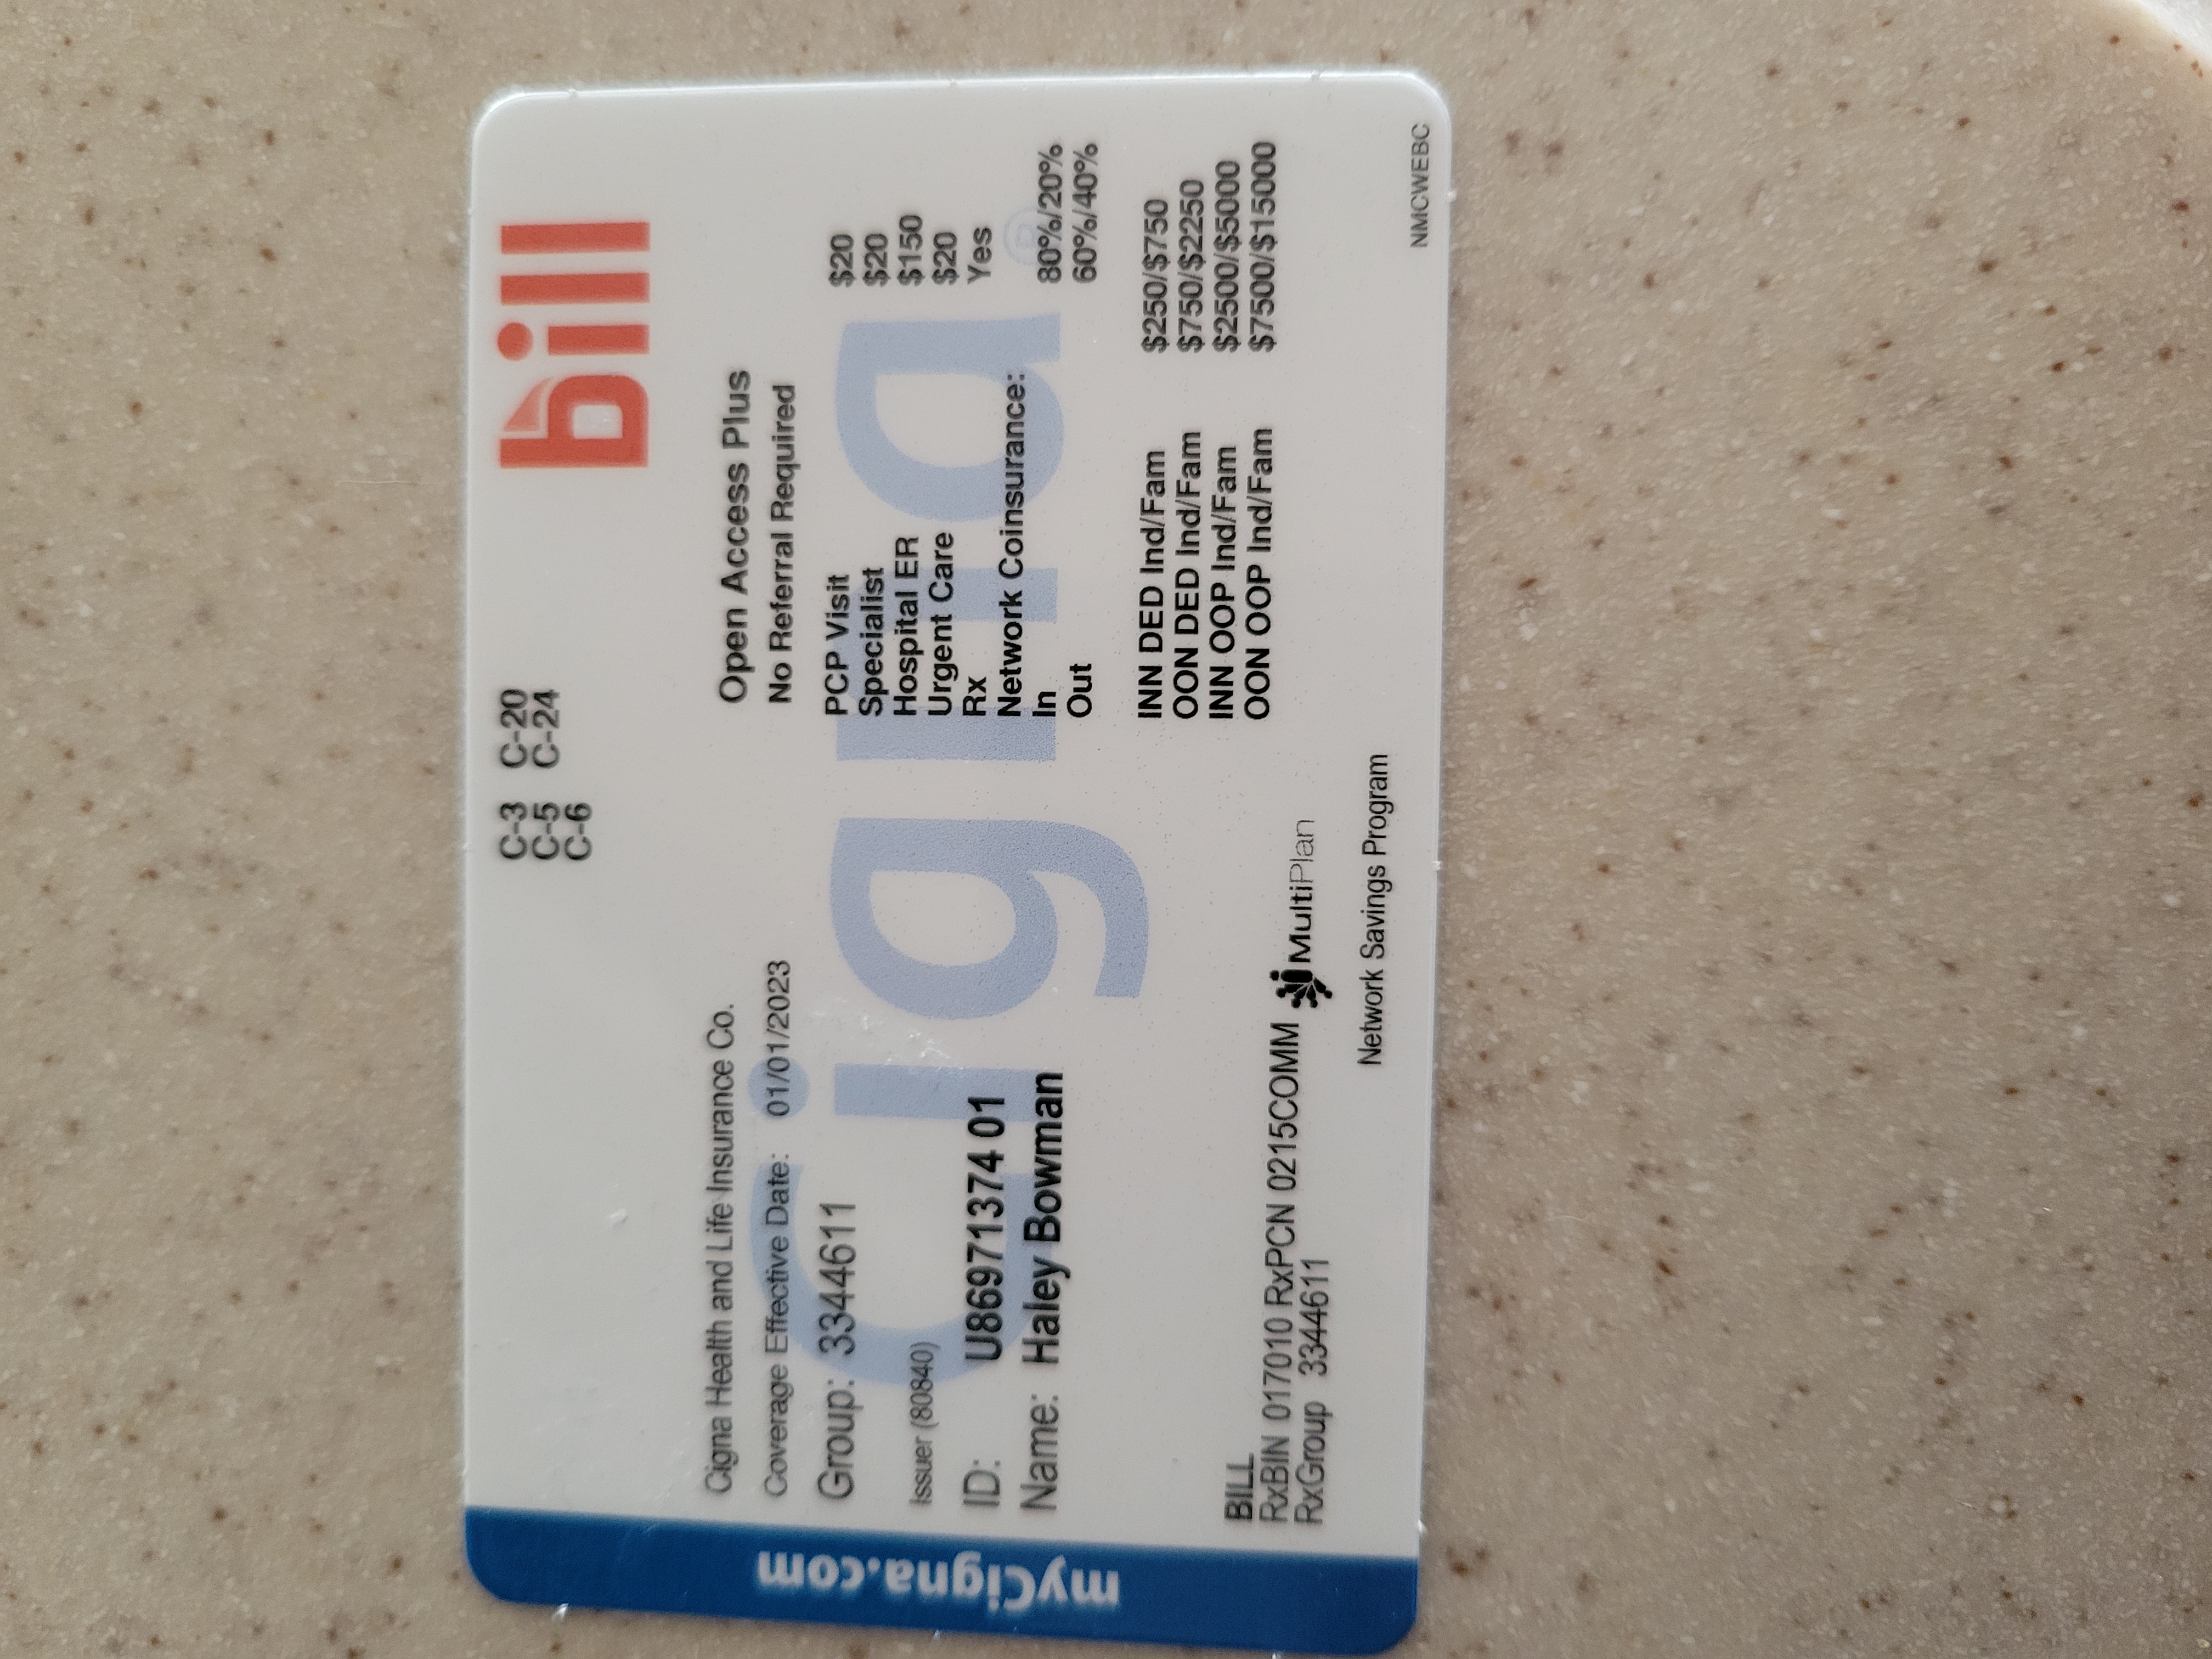 C-3 C-20
C-5 C-24
C-6
bill
myCigna.com
Cigna
Cigna Health and Life Insurance Co.
Coverage Effective Date: 01/01/2023
Group: 3344611
Issuer (80840)
ID: U86971374 01
Name: Haley Bowman
BILL
RxBIN 017010 RxPCN 0215COMM
RxGroup 3344611
MultiPlan
Network Savings Program
Open Access Plus
No Referral Required
PCP Visit $20
Specialist $20
Hospital ER $150
Urgent Care $20
Rx Yes
Network Coinsurance:
In 80%/20%
Out 60%/40%
INN DED Ind/Fam $250/$750
OON DED Ind/Fam $750/$2250
INN OOP Ind/Fam $2500/$5000
OON OOP Ind/Fam $7500/$15000
NMCWEBC